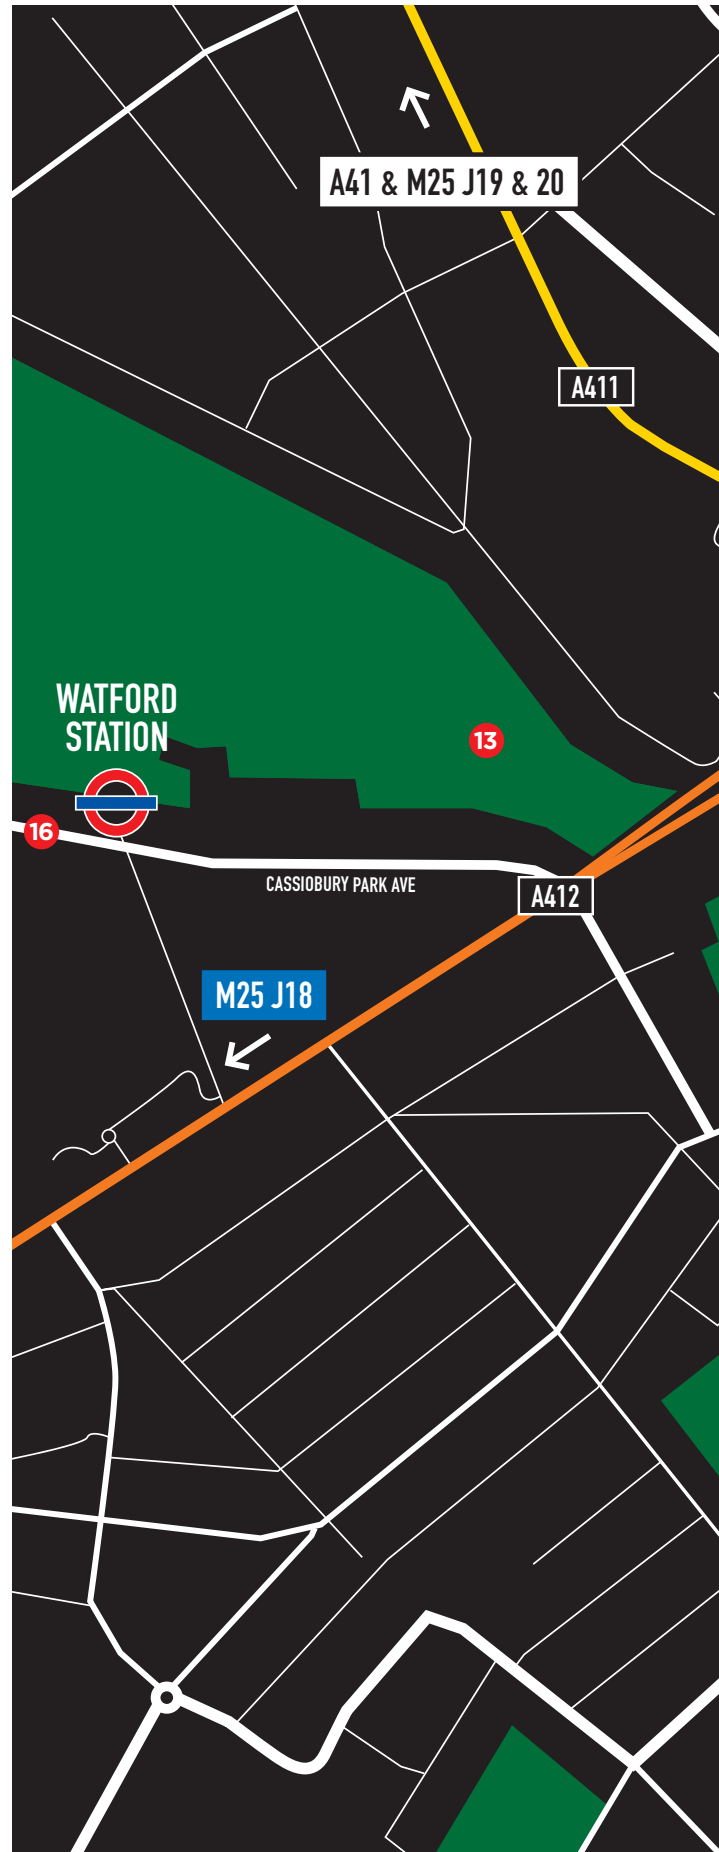 A41 & M25 J19 & 20
A411
WATFORD
STATION
13
16
CASSIOBURY PARK AVE
A412
M25 J18